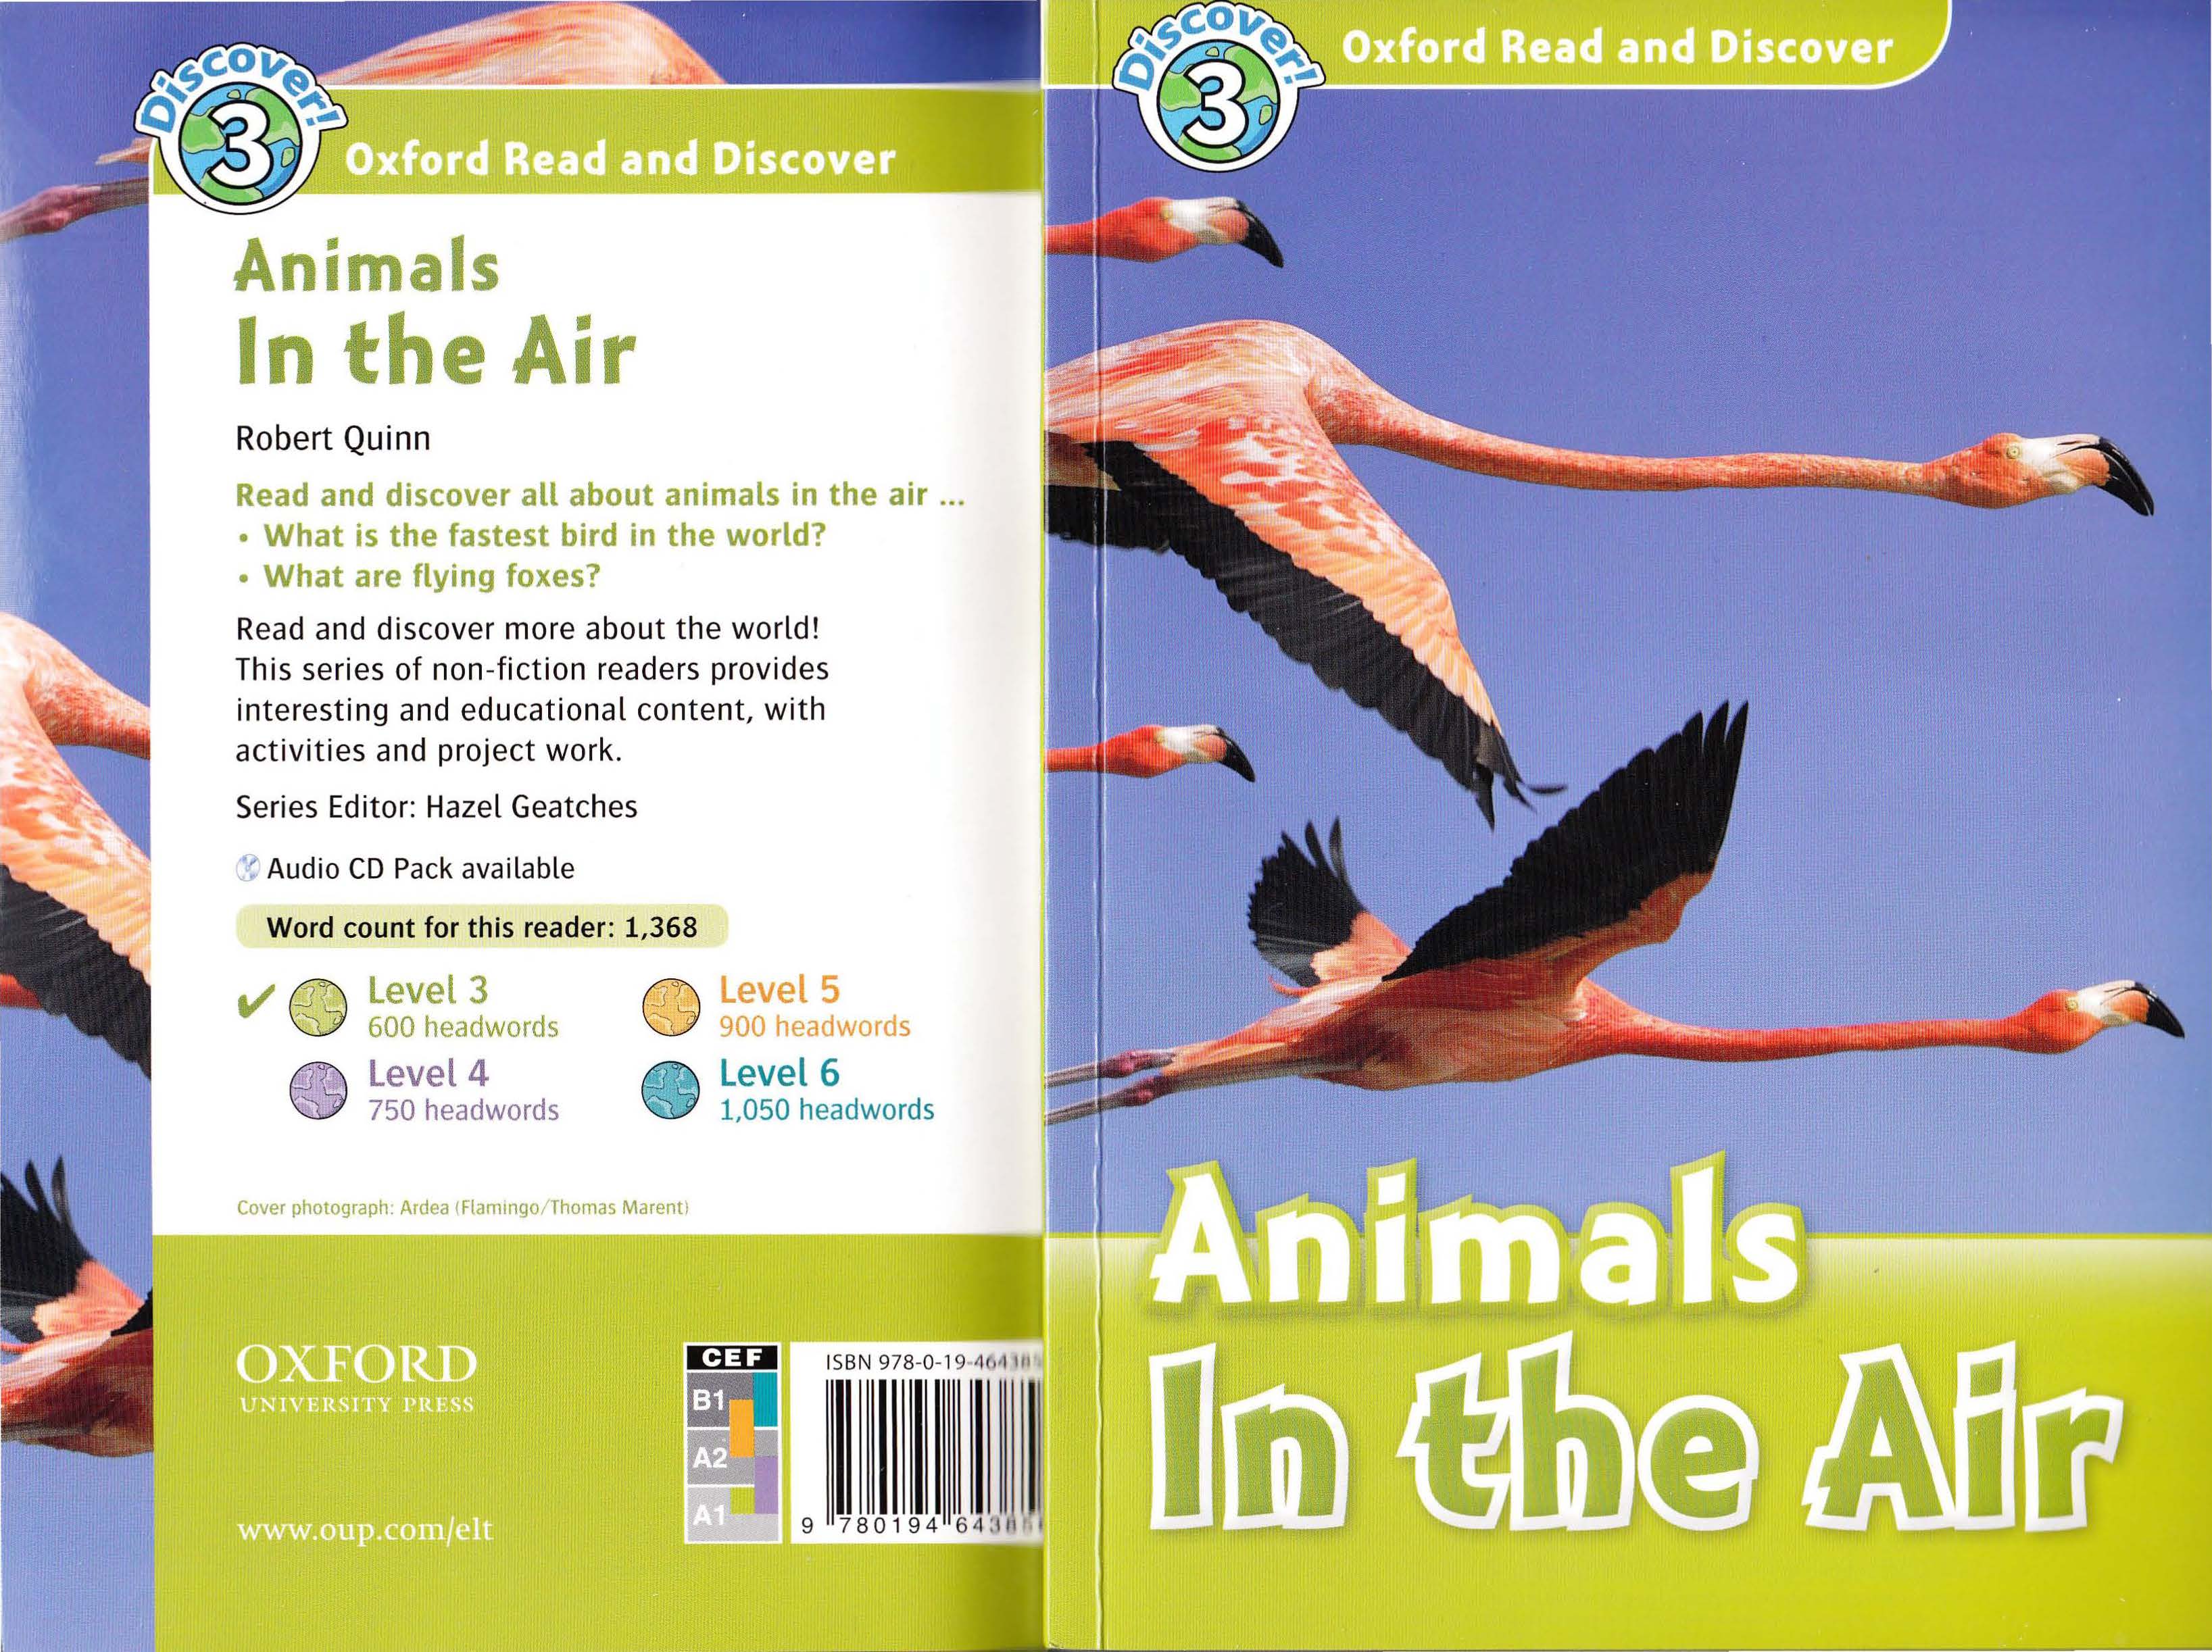 Discover!
3
Oxford Read and Discover
Animals
In the Air
Robert Quinn
Read and discover all about animals in the air ...
• What is the fastest bird in the world?
• What are flying foxes?
Read and discover more about the world!
This series of non-fiction readers provides
interesting and educational content, with
activities and project work.
Series Editor: Hazel Geatches
Audio CD Pack available
Word count for this reader: 1,368
✓ Level 3
600 headwords
Level 4
750 headwords
Level 5
900 headwords
Level 6
1,050 headwords
Cover photograph: Ardea (Flamingo/Thomas Marent)
OXFORD
UNIVERSITY PRESS
www.oup.com/elt
CEF
B1
A2
A1
ISBN 978-0-19-46438
9 780194 6438
Discover!
3
Oxford Read and Discover
Animals
In the Air